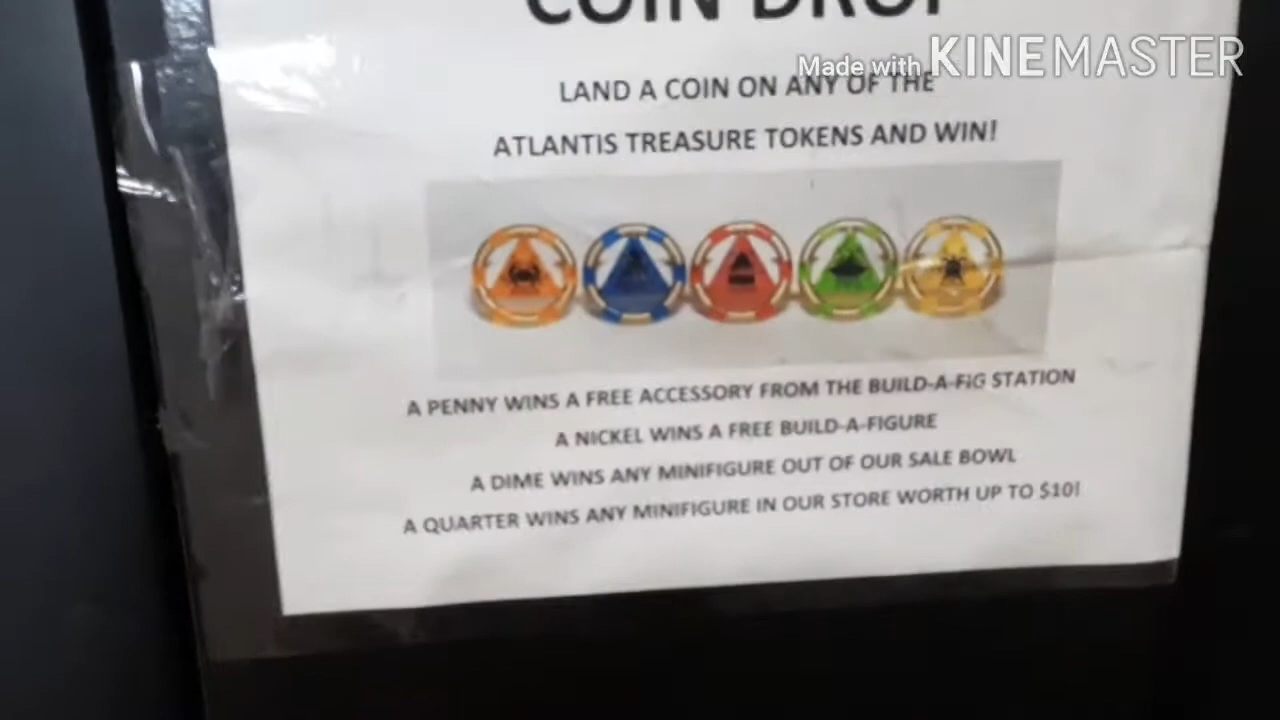 COIN DROP
Made with KINEMASTER
LAND A COIN ON ANY OF THE
ATLANTIS TREASURE TOKENS AND WIN!
A PENNY WINS A FREE ACCESSORY FROM THE BUILD-A-FIG STATION
A NICKEL WINS A FREE BUILD-A-FIGURE
A DIME WINS ANY MINIFIGURE OUT OF OUR SALE BOWL
A QUARTER WINS ANY MINIFIGURE IN OUR STORE WORTH UP TO $10!